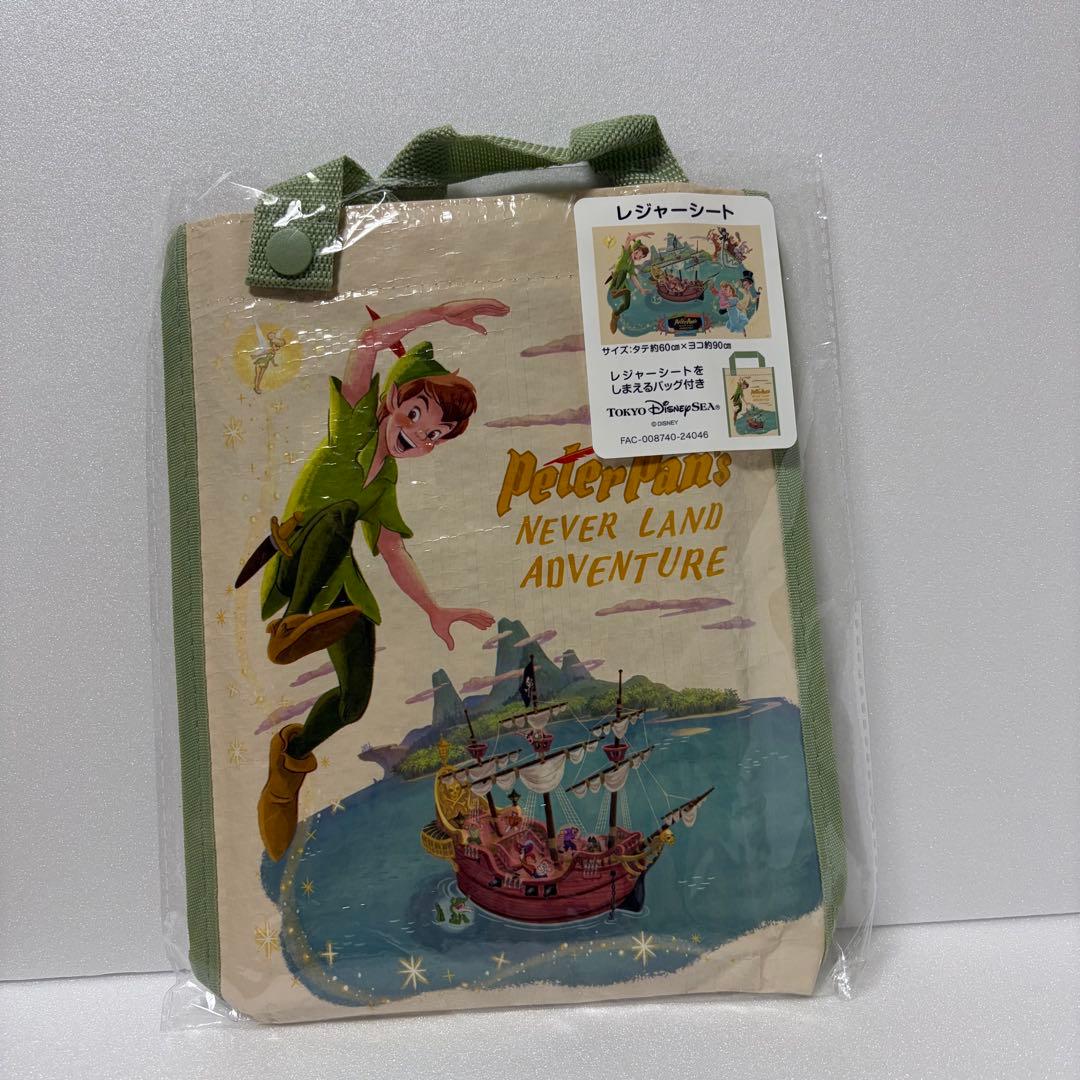 レジャーシート
Peter Pan's
サイズ:タテ約60㎝×ヨコ約90㎝
レジャーシートを
しまえるバッグ付き
TOKYO DISNEYSEA®
©DISNEY
FAC-008740-24046
Peter Pan's
NEVER LAND
ADVENTURE